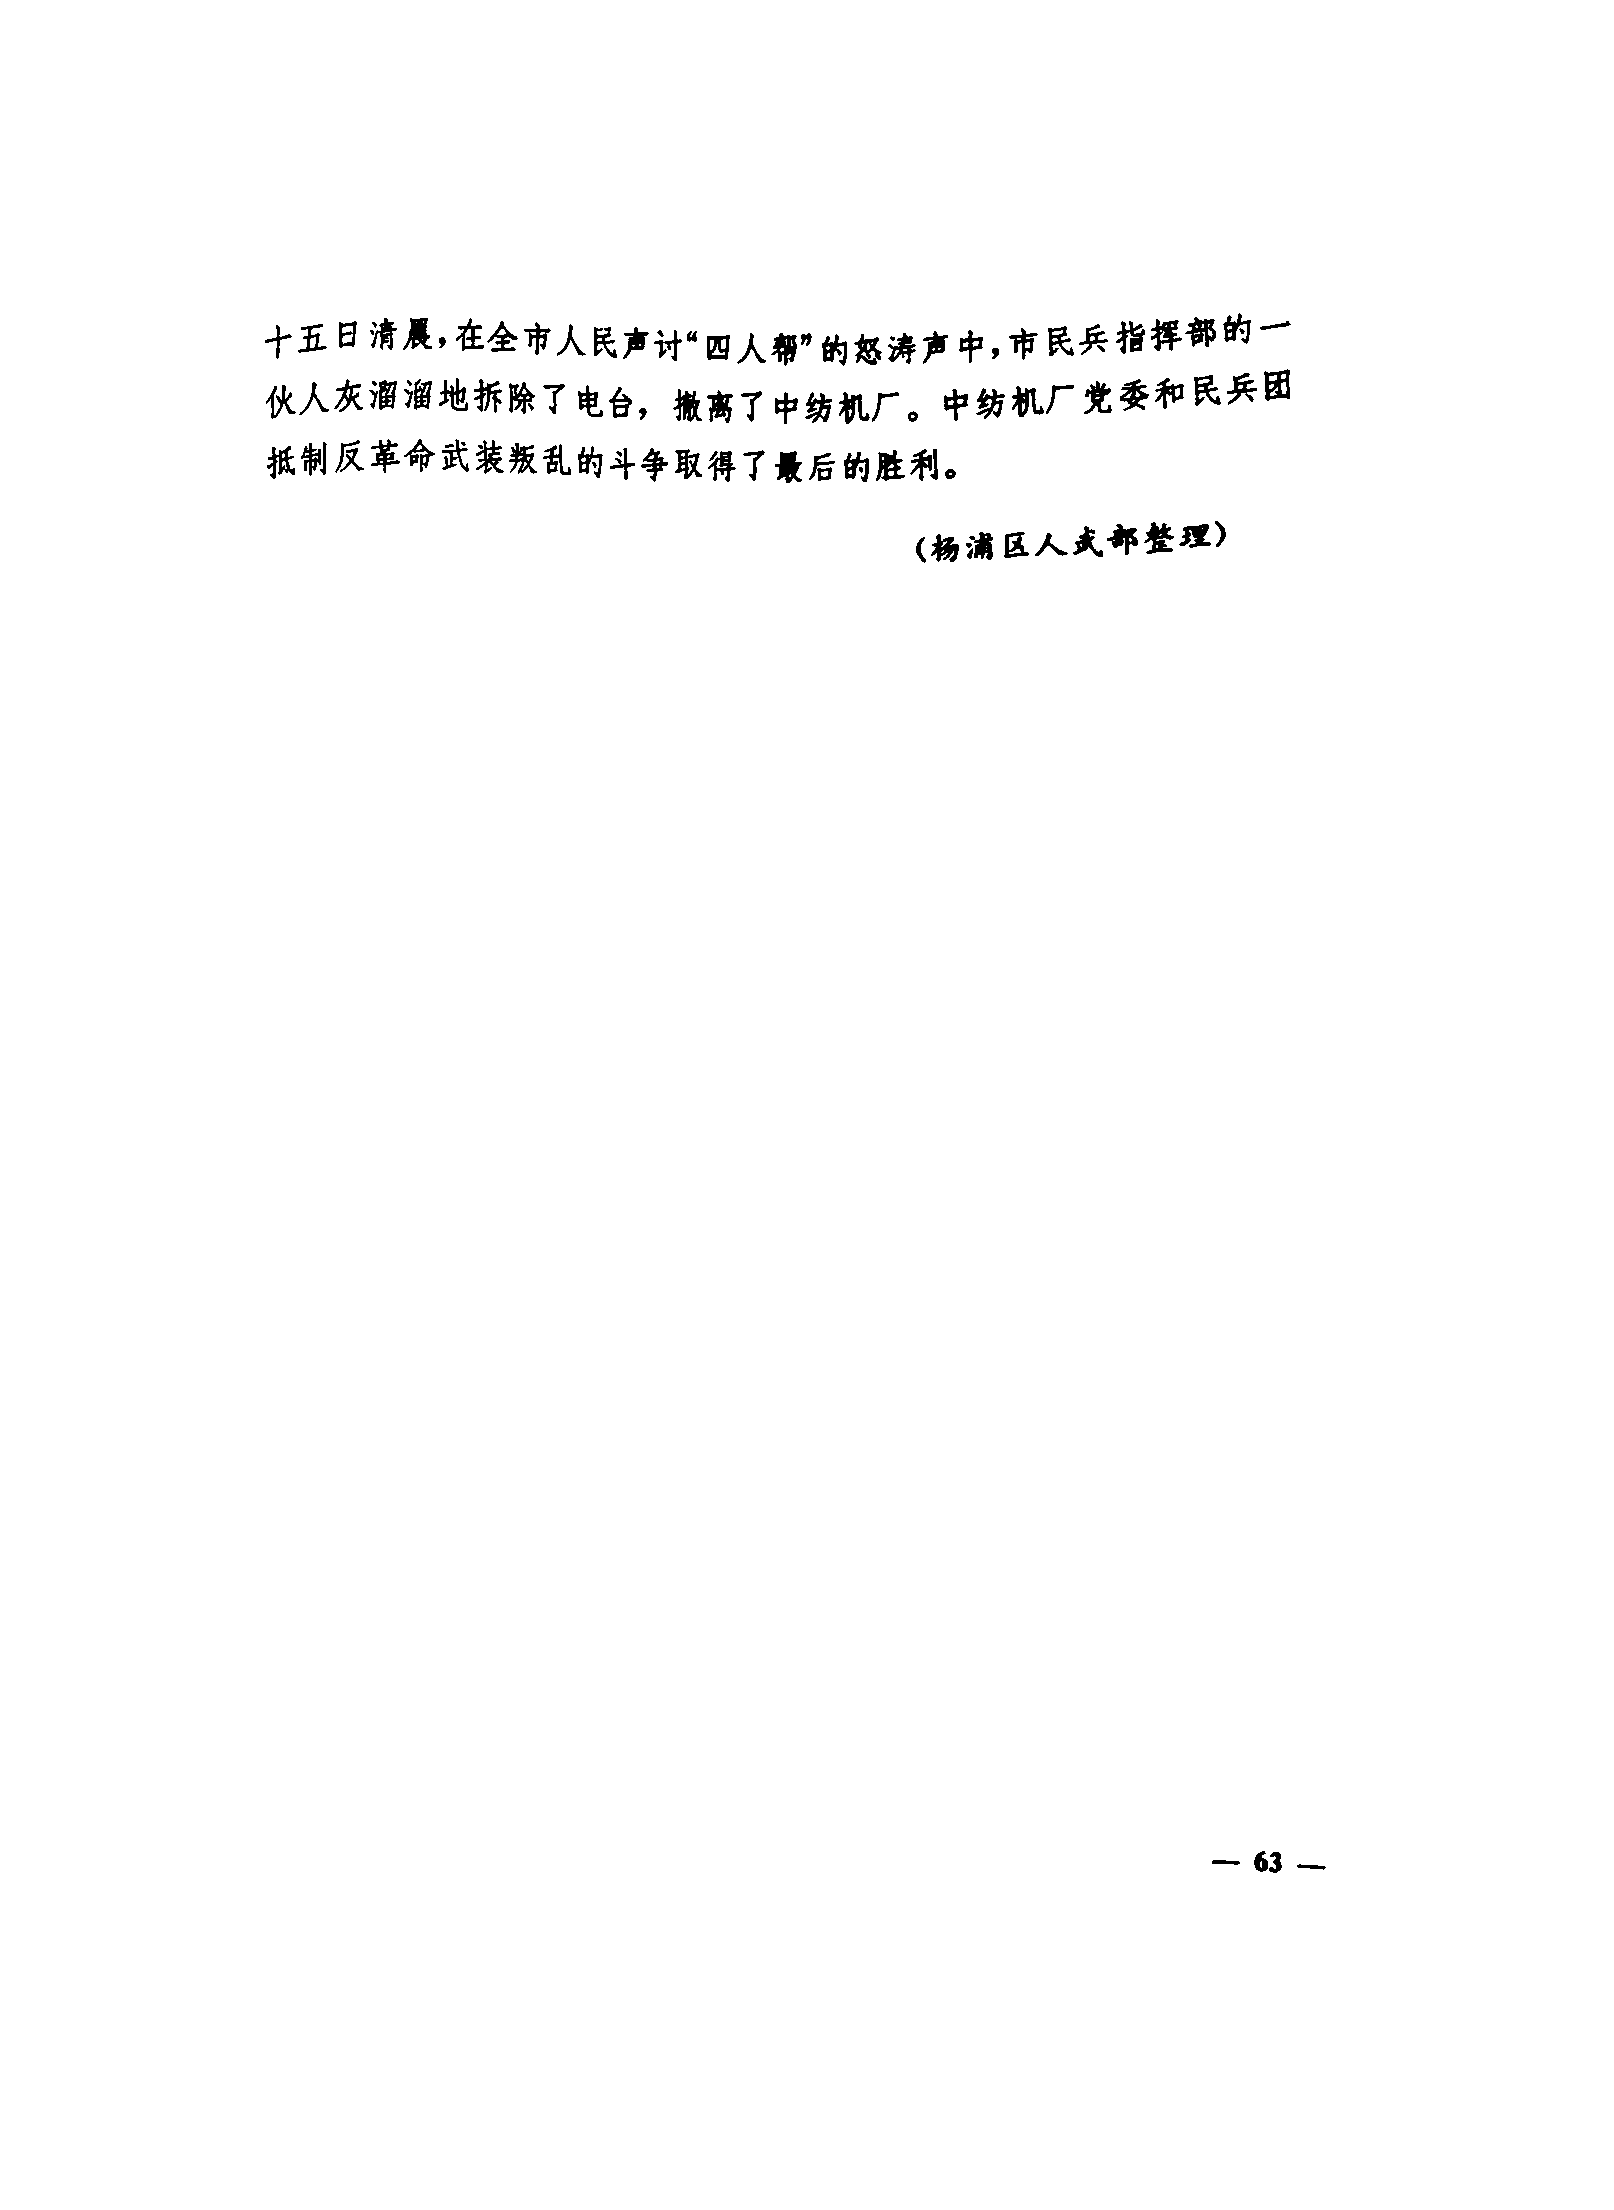 十五日清晨，在全市人民声讨“四人帮”的怒涛声中，市民兵指挥部的一
伙人灰溜溜地拆除了电台，撤离了中纺机厂。中纺机厂党委和民兵团
抵制反革命武装叛乱的斗争取得了最后的胜利。
（杨浦区人武部整理）
— 63 —